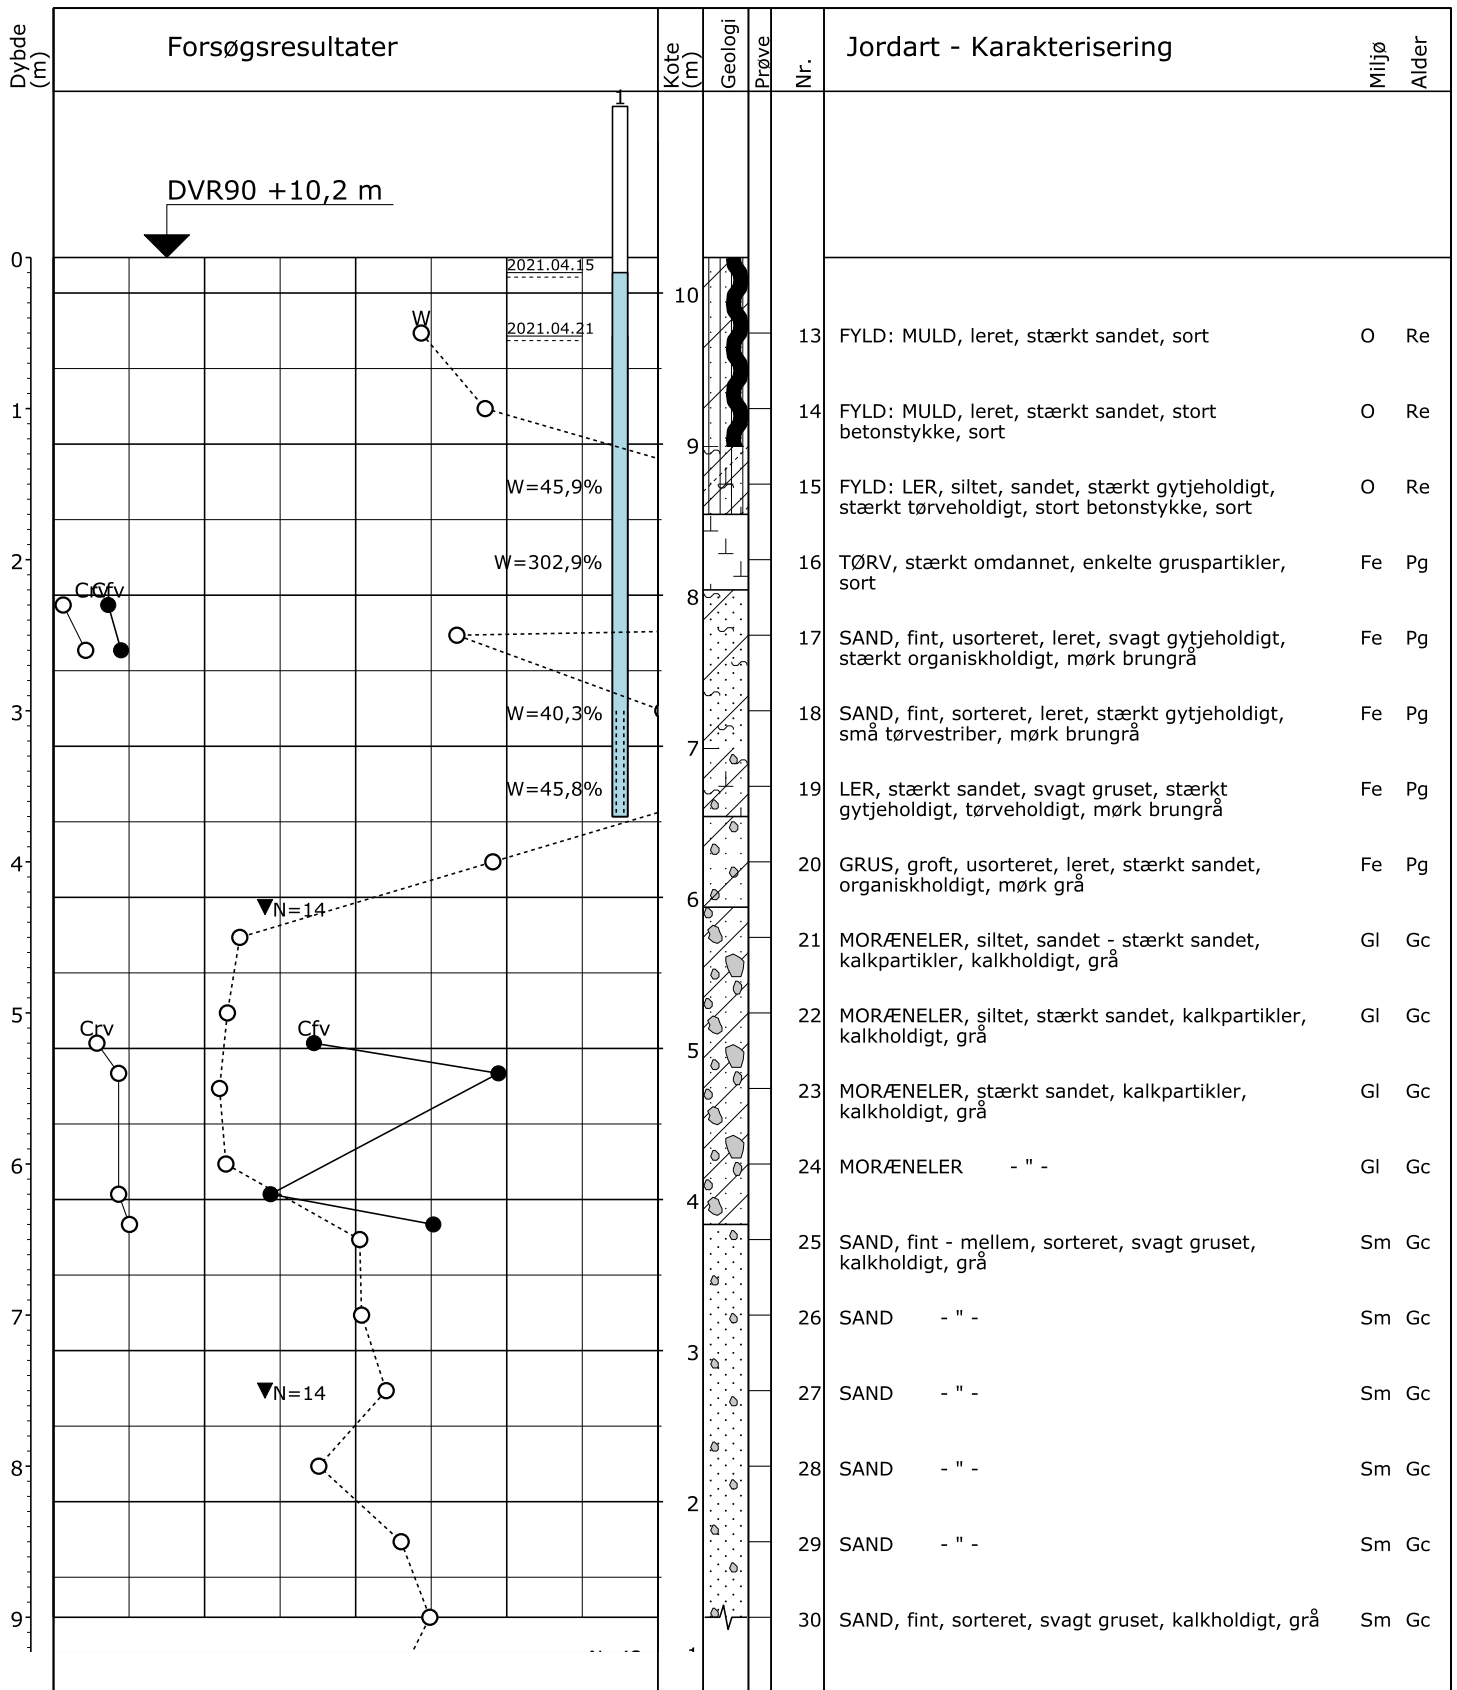 Dybde
(m)
Forsøgsresultater
Kote
(m)
Geologi
Prøve
Nr.
Jordart - Karakterisering
Miljø
Alder
1
DVR90 +10,2 m
0
2021.04.15
10
W
2021.04.21
13 FYLD: MULD, leret, stærkt sandet, sort O Re
1
14 FYLD: MULD, leret, stærkt sandet, stort O Re
betonstykke, sort
9
W=45,9%
15 FYLD: LER, siltet, sandet, stærkt gytjeholdigt, O Re
stærkt tørveholdigt, stort betonstykke, sort
2
W=302,9%
16 TØRV, stærkt omdannet, enkelte gruspartikler, Fe Pg
sort
Crv Cfv
8
17 SAND, fint, usorteret, leret, svagt gytjeholdigt, Fe Pg
stærkt organiskholdigt, mørk brungrå
3
W=40,3%
18 SAND, fint, sorteret, leret, stærkt gytjeholdigt, Fe Pg
små tørvestriber, mørk brungrå
7
W=45,8%
19 LER, stærkt sandet, svagt gruset, stærkt Fe Pg
gytjeholdigt, tørveholdigt, mørk brungrå
4
20 GRUS, groft, usorteret, leret, stærkt sandet, Fe Pg
organiskholdigt, mørk grå
6
N=14
21 MORÆNELER, siltet, sandet - stærkt sandet, Gl Gc
kalkpartikler, kalkholdigt, grå
5
22 MORÆNELER, siltet, stærkt sandet, kalkpartikler, Gl Gc
kalkholdigt, grå
Crv Cfv
5
23 MORÆNELER, stærkt sandet, kalkpartikler, Gl Gc
kalkholdigt, grå
6
24 MORÆNELER - " - Gl Gc
4
25 SAND, fint - mellem, sorteret, svagt gruset, Sm Gc
kalkholdigt, grå
7
26 SAND - " - Sm Gc
3
N=14
27 SAND - " - Sm Gc
8
28 SAND - " - Sm Gc
2
29 SAND - " - Sm Gc
9
30 SAND, fint, sorteret, svagt gruset, kalkholdigt, grå Sm Gc